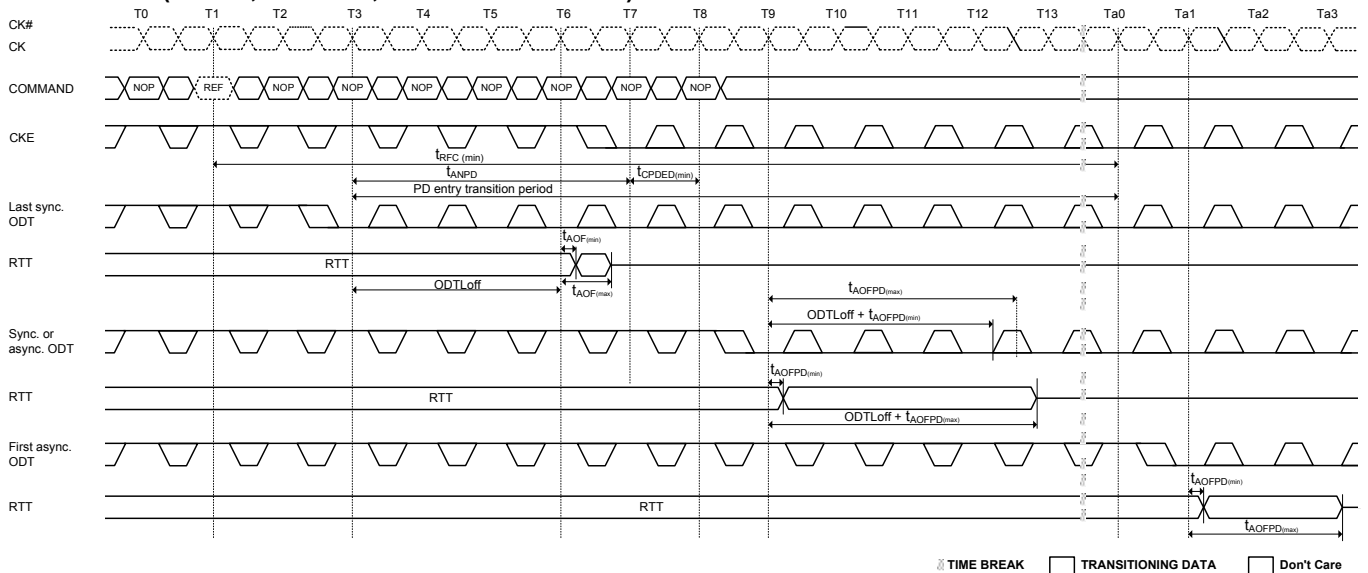 T0 T1 T2 T3 T4 T5 T6 T7 T8 T9 T10 T11 T12 T13 Ta0 Ta1 Ta2 Ta3
CK#
CK
COMMAND NOP REF NOP NOP NOP NOP NOP NOP NOP
CKE
tRFC (min)
tANPD tCPDED(min)
PD entry transition period
Last sync.
ODT
tAOF(min)
RTT RTT
ODTLoff tAOF(max)
tAOFPD(max)
ODTLoff + tAOFPD(min)
Sync. or
async. ODT
tAOFPD(min)
RTT RTT
ODTLoff + tAOFPD(max)
First async.
ODT
tAOFPD(min)
RTT RTT
tAOFPD(max)
TIME BREAK TRANSITIONING DATA Don't Care